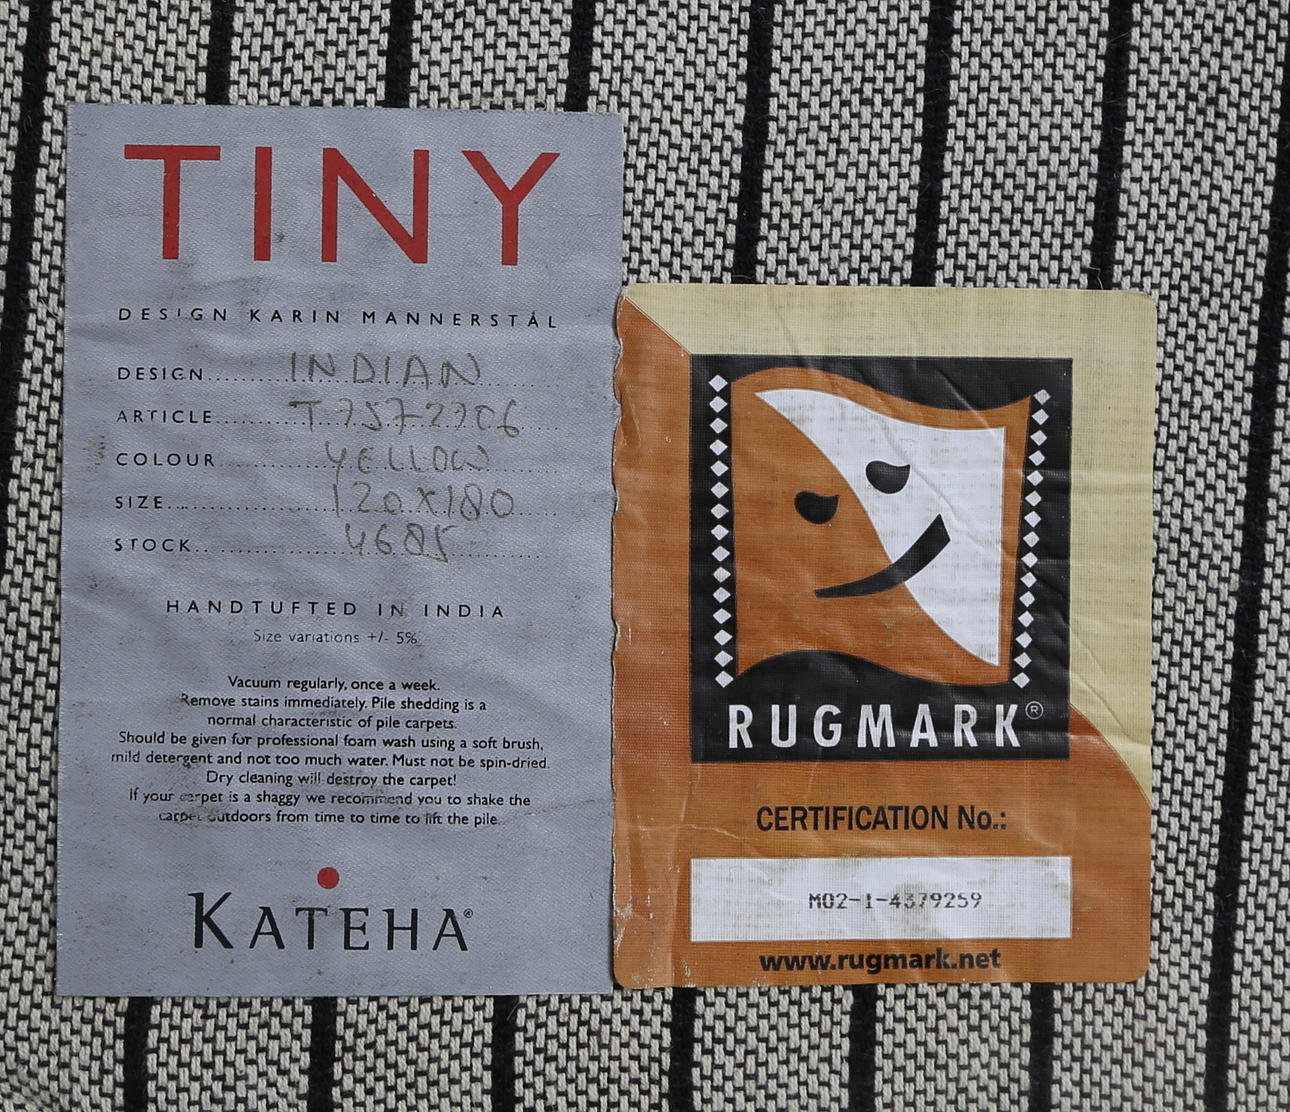 TINY
DESIGN KARIN MANNERSTÅL
DESIGN INDIAN
ARTICLE T 7572706
COLOUR YELLOW
SIZE 120X180
STOCK 4685
HANDTUFTED IN INDIA
Size variations +/- 5%
Vacuum regularly, once a week.
Remove stains immediately. Pile shedding is a
normal characteristic of pile carpets.
Should be given for professional foam wash using a soft brush,
mild detergent and not too much water. Must not be spin-dried.
Dry cleaning will destroy the carpet!
If your carpet is a shaggy we recommend you to shake the
carpet outdoors from time to time to lift the pile.
KATEHA®
RUGMARK®
CERTIFICATION No.:
M02-1-4379259
www.rugmark.net